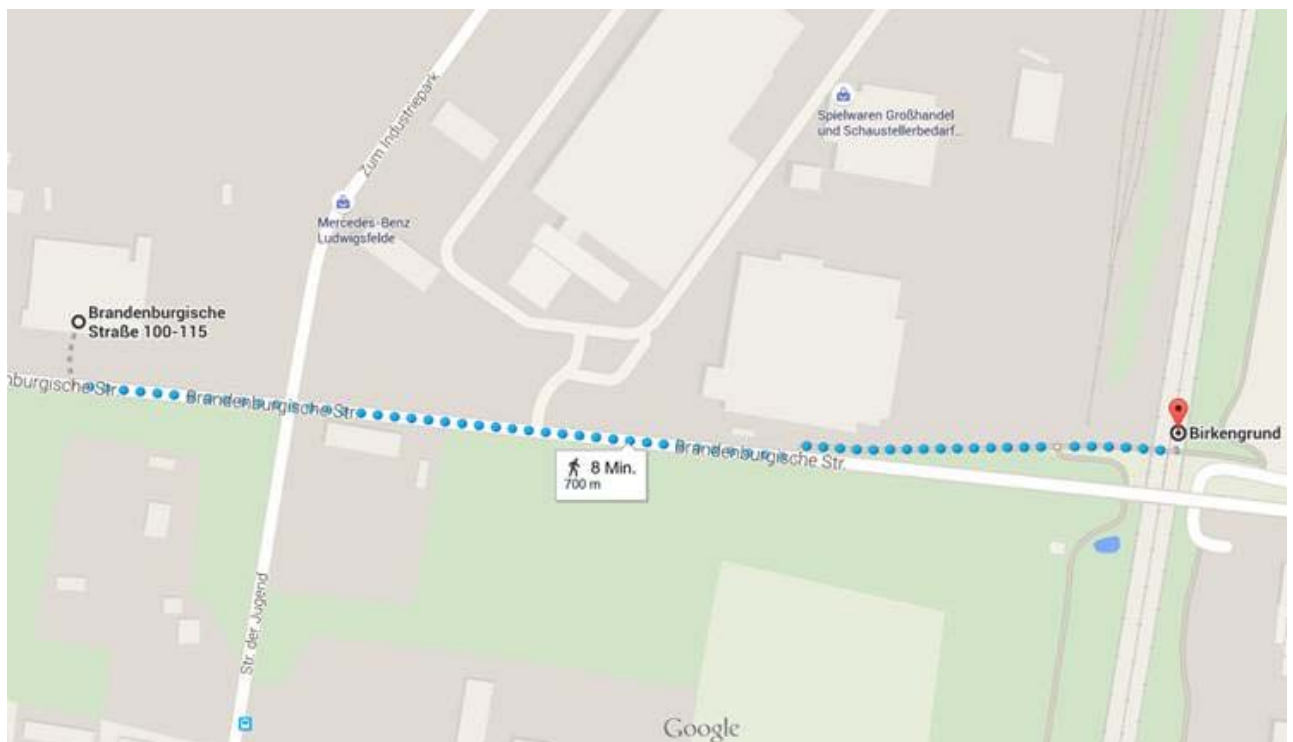 Zum Industriepark
Spielwaren Großhandel
und Schaustellerbedarf...
Mercedes-Benz
Ludwigsfelde
Brandenburgische
Straße 100-115
nburgische Str.
Brandenburgische Str.
Brandenburgische Str.
Birkengrund
8 Min.
700 m
Str. der Jugend
Google